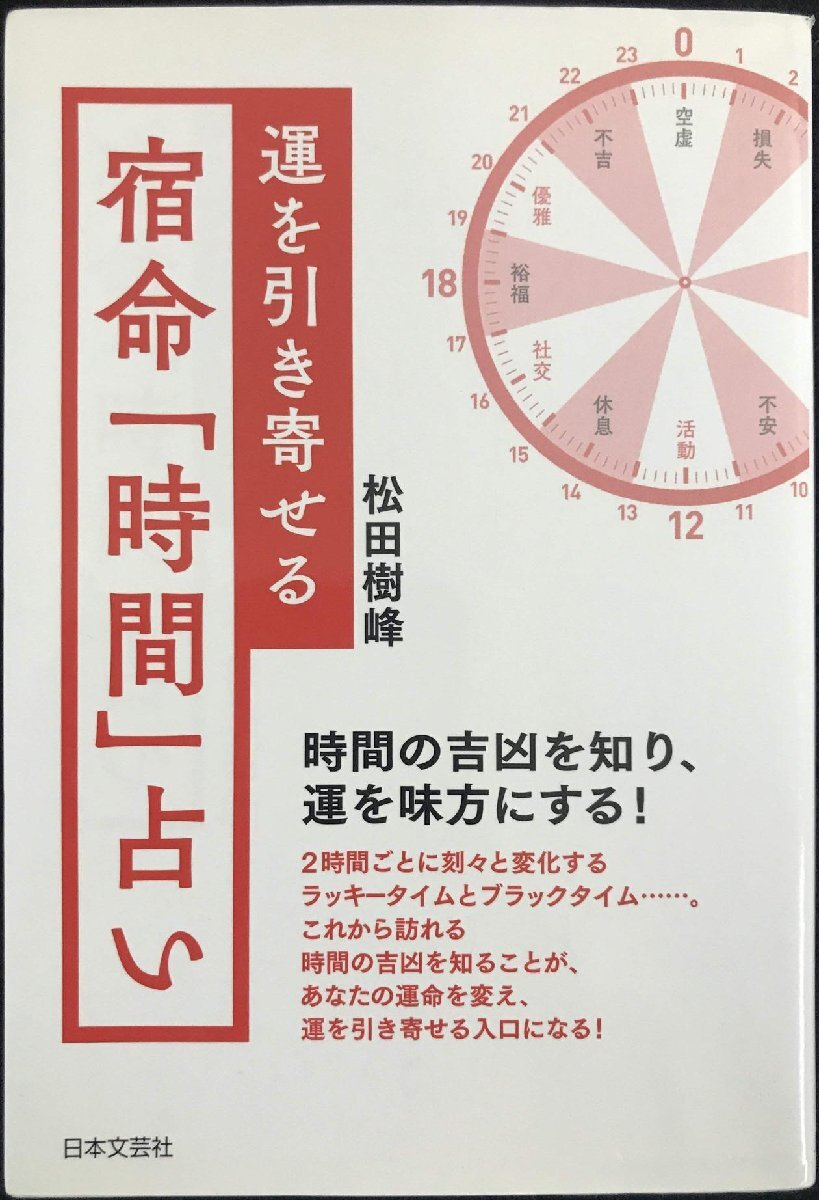 運を引き寄せる
宿命「時間」占い
松田樹峰
0
1
2
10
11
12
13
14
15
16
17
18
19
20
21
22
23
空虚
損失
不安
活動
休息
社交
裕福
優雅
不吉
時間の吉凶を知り、
運を味方にする!
2時間ごとに刻々と変化する
ラッキータイムとブラックタイム……。
これから訪れる
時間の吉凶を知ることが、
あなたの運命を変え、
運を引き寄せる入口になる!
日本文芸社